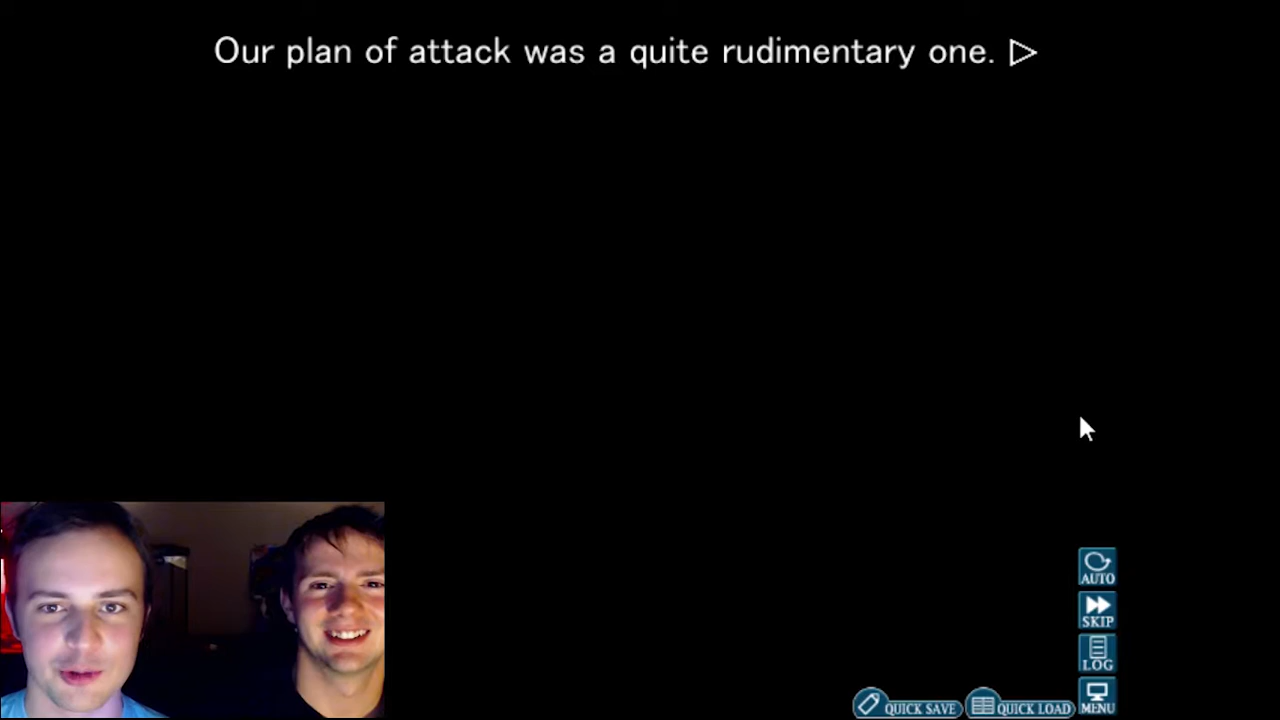 Our plan of attack was a quite rudimentary one.
AUTO
SKIP
LOG
QUICK SAVE
QUICK LOAD
MENU